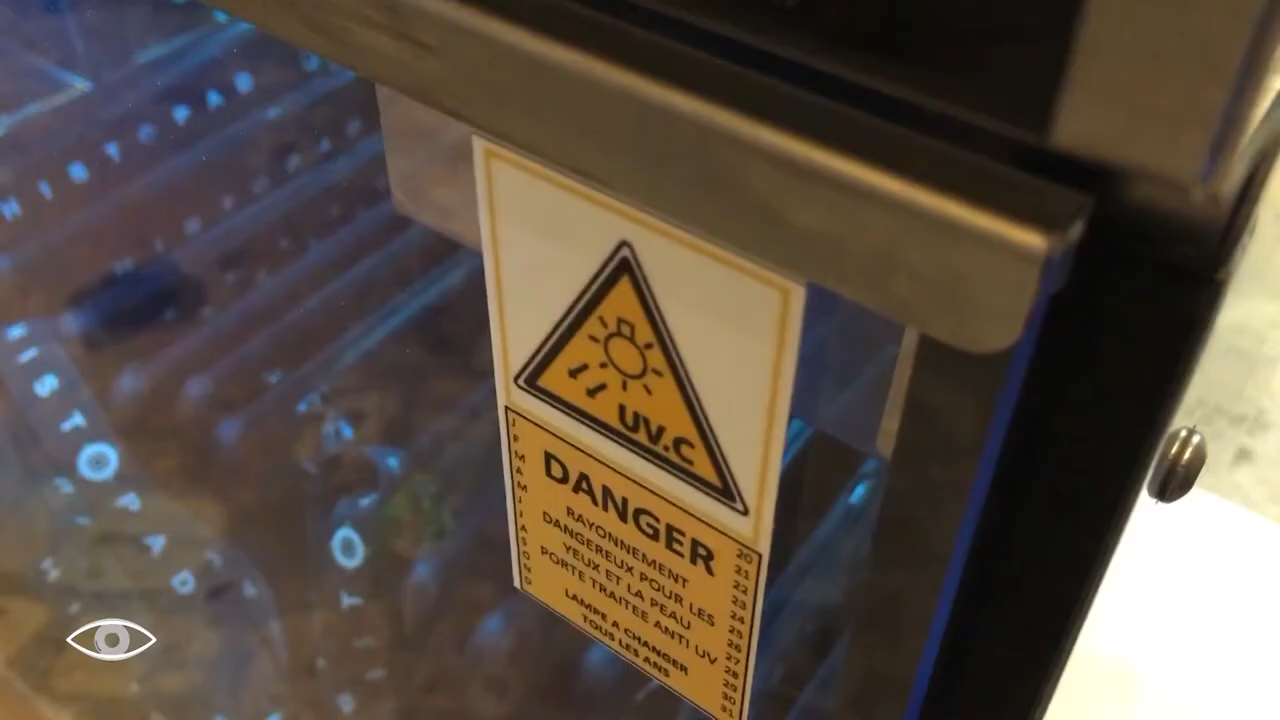 UV.C
DANGER
RAYONNEMENT
DANGEREUX POUR LES
YEUX ET LA PEAU
PORTE TRAITEE ANTI UV
LAMPE A CHANGER
TOUS LES ANS
J
F
M
A
M
J
J
A
S
O
N
D
20
21
22
23
24
25
26
27
28
29
30
31